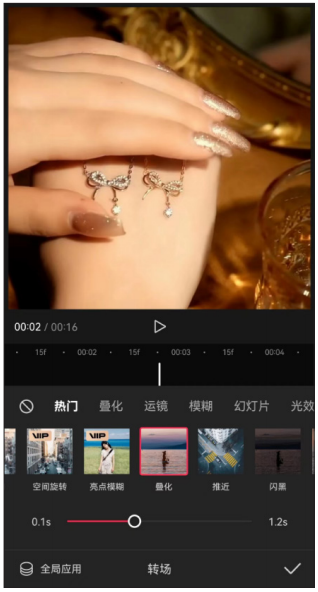 00:02 / 00:16
15f 00:02 15f 00:03 15f 00:04
热门 叠化 运镜 模糊 幻灯片 光效
VIP VIP
空间旋转 亮点模糊 叠化 推近 闪黑
0.1s 1.2s
全局应用 转场